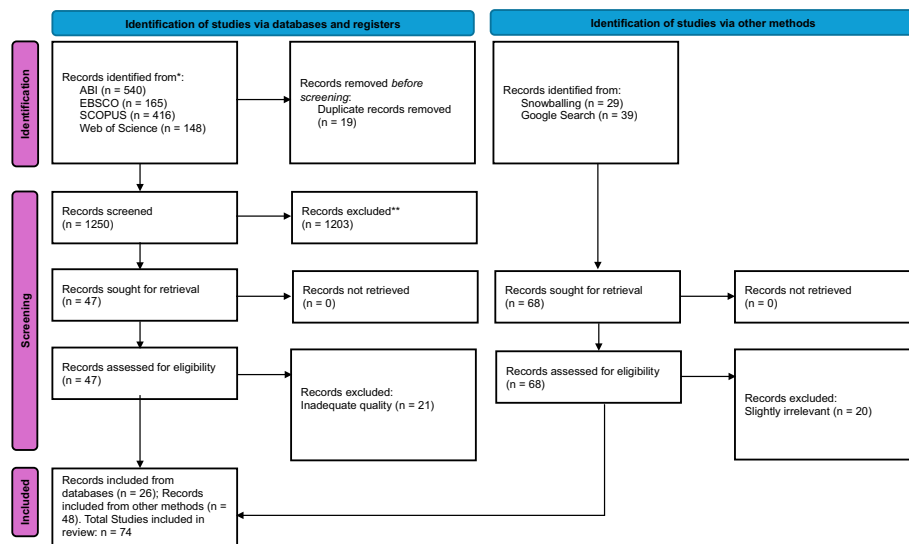 Identification of studies via databases and registers
Identification of studies via other methods
Identification
Records identified from*:
ABI (n = 540)
EBSCO (n = 165)
SCOPUS (n = 416)
Web of Science (n = 148)
Records removed before
screening:
Duplicate records removed
(n = 19)
Records identified from:
Snowballing (n = 29)
Google Search (n = 39)
Screening
Records screened
(n = 1250)
Records excluded**
(n = 1203)
Records sought for retrieval
(n = 47)
Records not retrieved
(n = 0)
Records sought for retrieval
(n = 68)
Records not retrieved
(n = 0)
Records assessed for eligibility
(n = 47)
Records excluded:
Inadequate quality (n = 21)
Records assessed for eligibility
(n = 68)
Records excluded:
Slightly irrelevant (n = 20)
Included
Records included from
databases (n = 26); Records
included from other methods (n =
48). Total Studies included in
review: n = 74